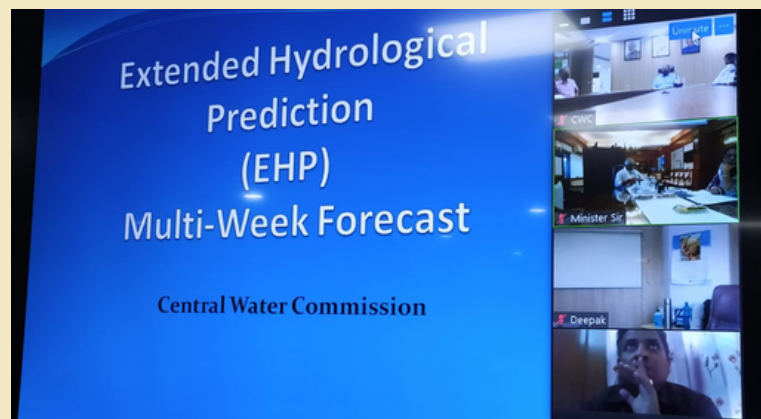 Extended Hydrological
Prediction
(EHP)
Multi-Week Forecast
Central Water Commission
Unmute
CWC
Minister Sir
Deepak